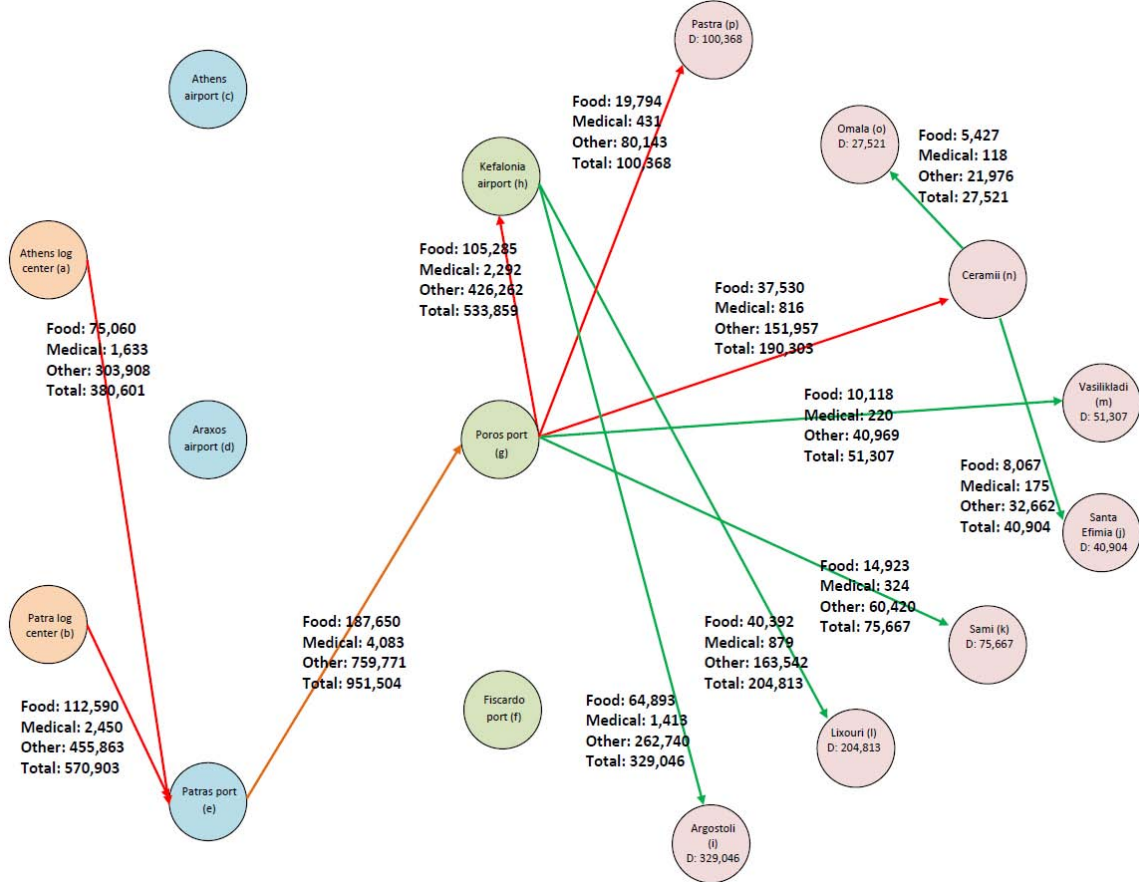 Pastra (p)
D: 100,368
Athens
airport (c)
Food: 19,794
Medical: 431
Other: 80,143
Total: 100,368
Omala (o)
D: 27,521
Food: 5,427
Medical: 118
Other: 21,976
Total: 27,521
Kefalonia
airport (h)
Athens log
center (a)
Food: 105,285
Medical: 2,292
Other: 426,262
Total: 533,859
Ceramii (n)
Food: 37,530
Medical: 816
Other: 151,957
Total: 190,303
Food: 75,060
Medical: 1,633
Other: 303,908
Total: 380,601
Vasilikladi
(m)
D: 51,307
Food: 10,118
Medical: 220
Other: 40,969
Total: 51,307
Araxos
airport (d)
Poros port
(g)
Food: 8,067
Medical: 175
Other: 32,662
Total: 40,904
Santa
Efimia (j)
D: 40,904
Food: 14,923
Medical: 324
Other: 60,420
Total: 75,667
Patra log
center (b)
Food: 187,650
Medical: 4,083
Other: 759,771
Total: 951,504
Food: 40,392
Medical: 879
Other: 163,542
Total: 204,813
Sami (k)
D: 75,667
Food: 112,590
Medical: 2,450
Other: 455,863
Total: 570,903
Fiscardo
port (f)
Food: 64,893
Medical: 1,413
Other: 262,740
Total: 329,046
Lixouri (l)
D: 204,813
Patras port
(e)
Argostoli
(i)
D: 329,046